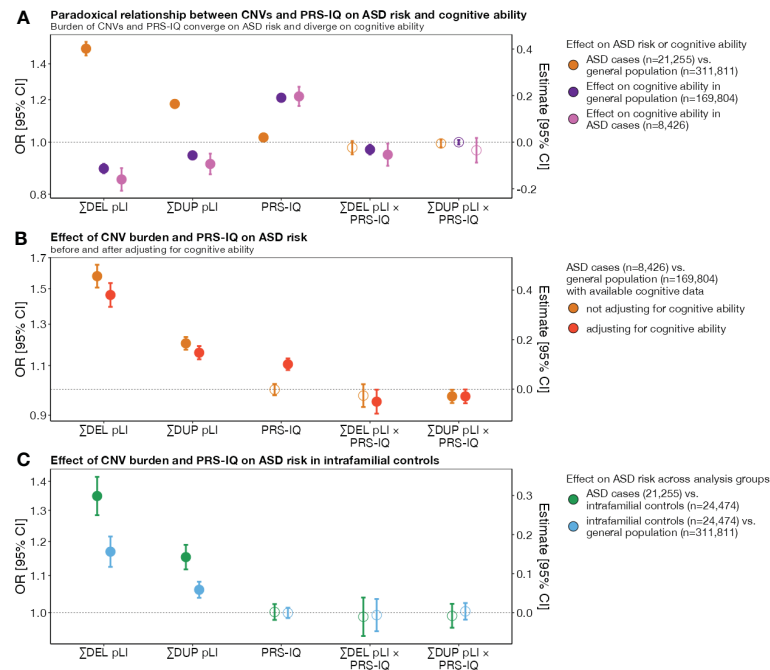 A
Paradoxical relationship between CNVs and PRS-IQ on ASD risk and cognitive ability
Burden of CNVs and PRS-IQ converge on ASD risk and diverge on cognitive ability
OR [95% CI]
1.4
1.2
1.0
0.8
Estimate [95% CI]
0.4
0.2
0.0
-0.2
∑DEL pLI
∑DUP pLI
PRS-IQ
∑DEL pLI ×
PRS-IQ
∑DUP pLI ×
PRS-IQ
Effect on ASD risk or cognitive ability
ASD cases (n=21,255) vs.
general population (n=311,811)
Effect on cognitive ability in
general population (n=169,804)
Effect on cognitive ability in
ASD cases (n=8,426)
B
Effect of CNV burden and PRS-IQ on ASD risk
before and after adjusting for cognitive ability
OR [95% CI]
1.7
1.5
1.3
1.1
0.9
Estimate [95% CI]
0.4
0.2
0.0
∑DEL pLI
∑DUP pLI
PRS-IQ
∑DEL pLI ×
PRS-IQ
∑DUP pLI ×
PRS-IQ
ASD cases (n=8,426) vs.
general population (n=169,804)
with available cognitive data
not adjusting for cognitive ability
adjusting for cognitive ability
C
Effect of CNV burden and PRS-IQ on ASD risk in intrafamilial controls
OR [95% CI]
1.4
1.3
1.2
1.1
1.0
Estimate [95% CI]
0.3
0.2
0.1
0.0
∑DEL pLI
∑DUP pLI
PRS-IQ
∑DEL pLI ×
PRS-IQ
∑DUP pLI ×
PRS-IQ
Effect on ASD risk across analysis groups
ASD cases (21,255) vs.
intrafamilial controls (n=24,474)
intrafamilial controls (n=24,474) vs.
general population (n=311,811)